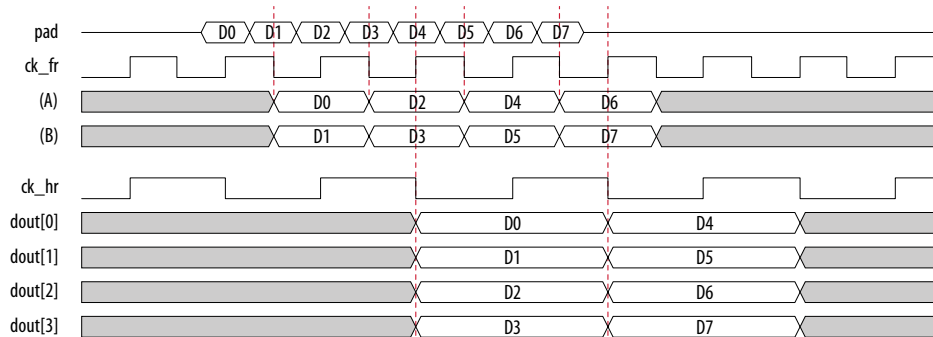 pad D0 D1 D2 D3 D4 D5 D6 D7
ck_fr
(A) D0 D2 D4 D6
(B) D1 D3 D5 D7
ck_hr
dout[0] D0 D4
dout[1] D1 D5
dout[2] D2 D6
dout[3] D3 D7